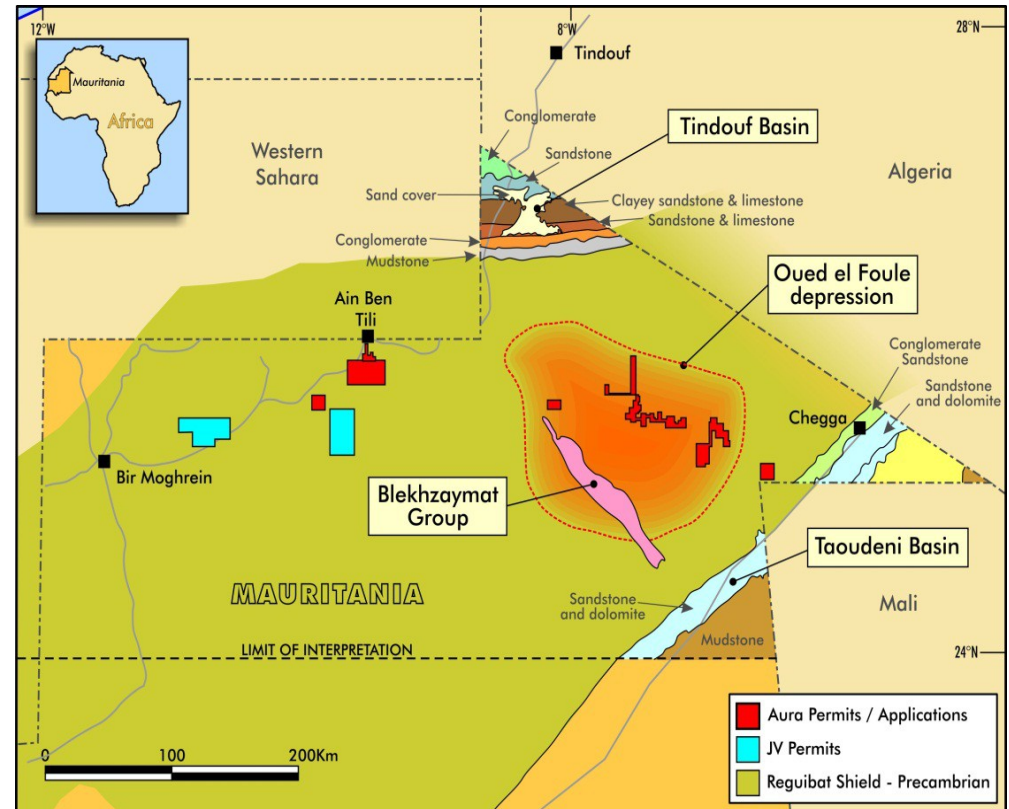 12°W
8°W
28°N
Mauritania
Africa
Tindouf
Conglomerate
Tindouf Basin
Western
Sahara
Sandstone
Algeria
Sand cover
Clayey sandstone & limestone
Sandstone & limestone
Conglomerate
Mudstone
Oued el Foule
depression
Ain Ben
Tili
Conglomerate
Sandstone
Sandstone
and dolomite
Chegga
Bir Moghrein
Blekhzaymat
Group
Taoudeni Basin
MAURITANIA
Sandstone
and dolomite
Mali
Mudstone
LIMIT OF INTERPRETATION
24°N
Aura Permits / Applications
JV Permits
Reguibat Shield - Precambrian
0 100 200Km